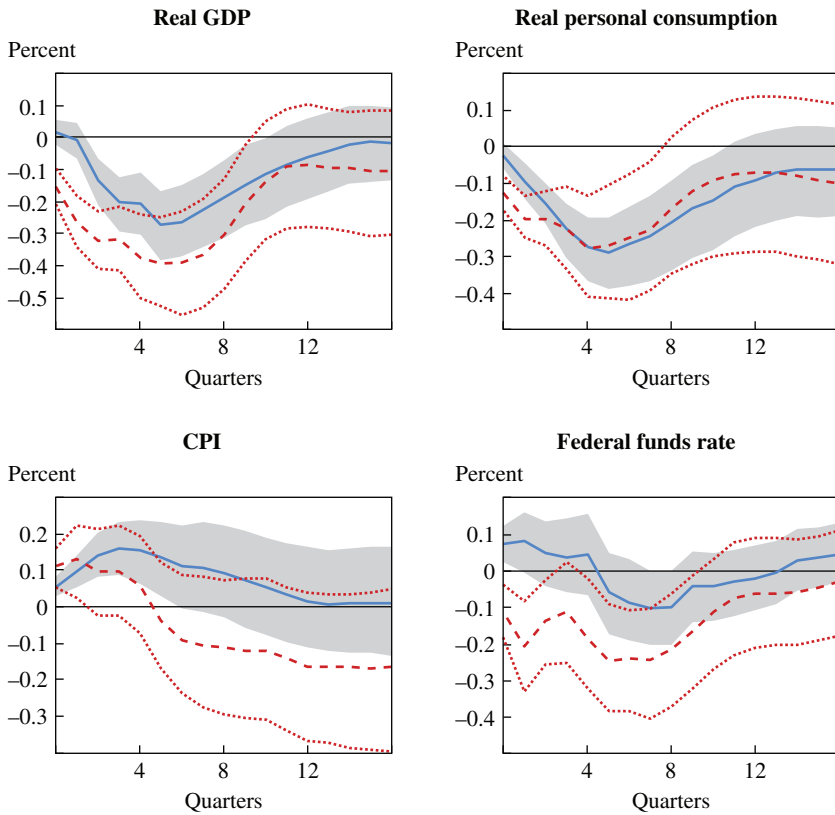 Real GDP
Percent
0.1
0
–0.1
–0.2
–0.3
–0.4
–0.5
4 8 12
Quarters
Real personal consumption
Percent
0.1
0
–0.1
–0.2
–0.3
–0.4
4 8 12
Quarters
CPI
Percent
0.2
0.1
0
–0.1
–0.2
–0.3
4 8 12
Quarters
Federal funds rate
Percent
0.1
0
–0.1
–0.2
–0.3
–0.4
4 8 12
Quarters